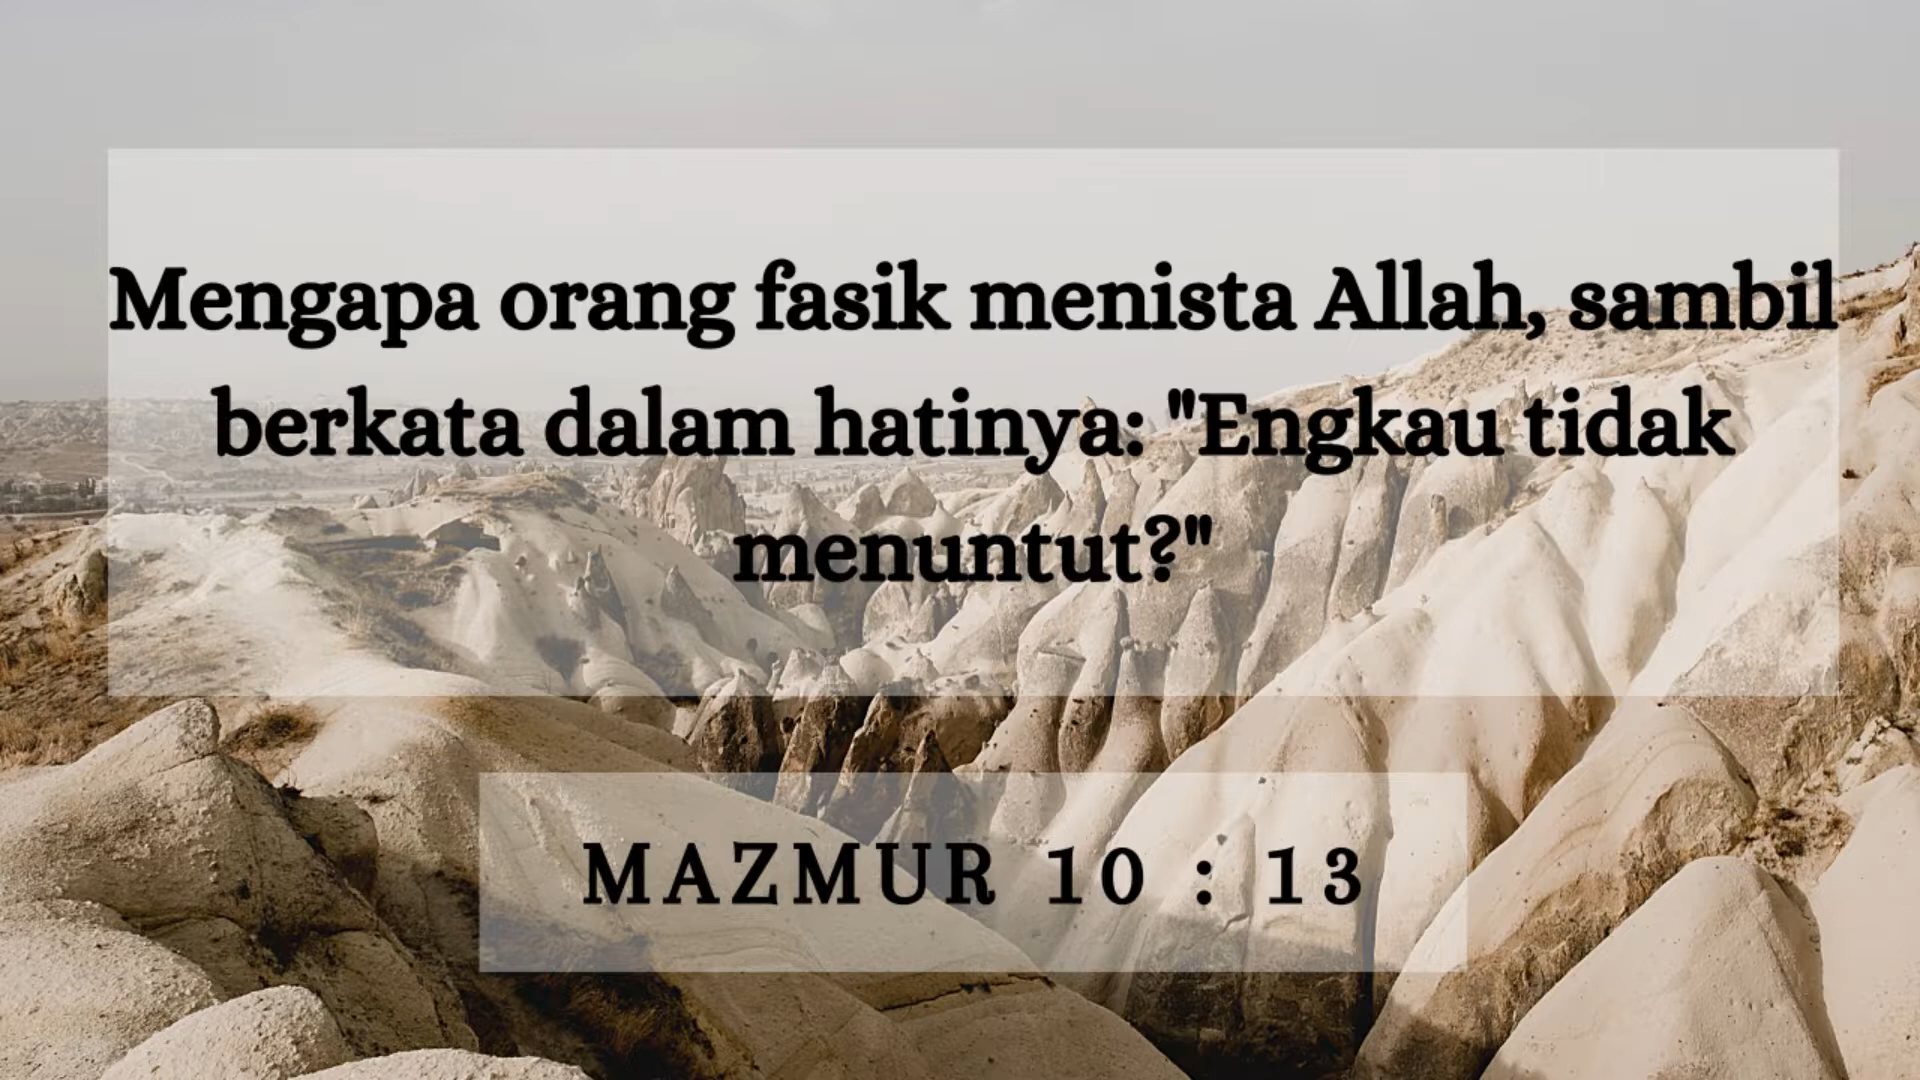 Mengapa orang fasik menista Allah, sambil
berkata dalam hatinya: "Engkau tidak
menuntut?"
MAZMUR 10 : 13